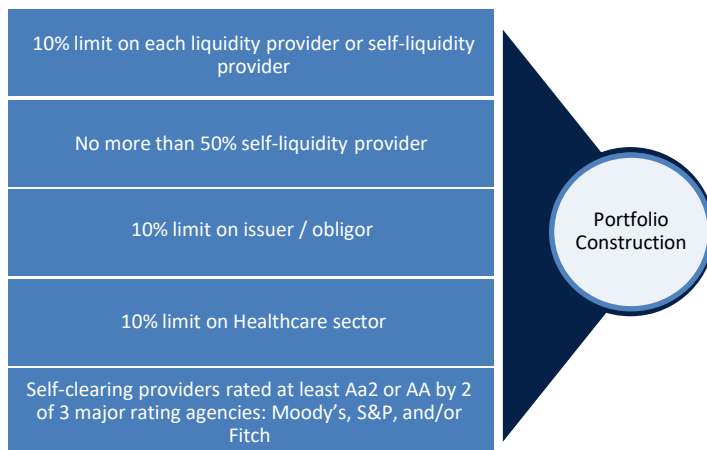 10% limit on each liquidity provider or self-liquidity
provider
No more than 50% self-liquidity provider
10% limit on issuer / obligor
10% limit on Healthcare sector
Self-clearing providers rated at least Aa2 or AA by 2
of 3 major rating agencies: Moody’s, S&P, and/or
Fitch
Portfolio
Construction